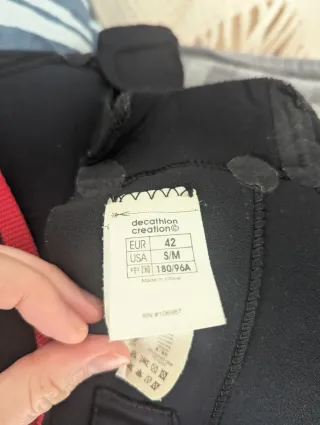 decathlon
creation©
EUR 42
USA S/M
中国 180/96A
Made in China